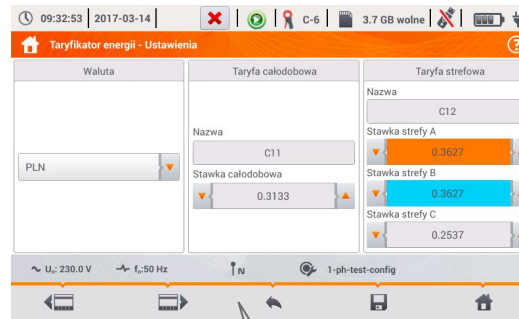 09:32:53 2017-03-14 C-6 3.7 GB wolne
Taryfikator energii - Ustawienia
Waluta
PLN
Taryfa całodobowa
Nazwa
C11
Stawka całodobowa
0.3133
Taryfa strefowa
Nazwa
C12
Stawka strefy A
0.3627
Stawka strefy B
0.3627
Stawka strefy C
0.2537
Uₙ: 230.0 V fₙ:50 Hz N 1-ph-test-config